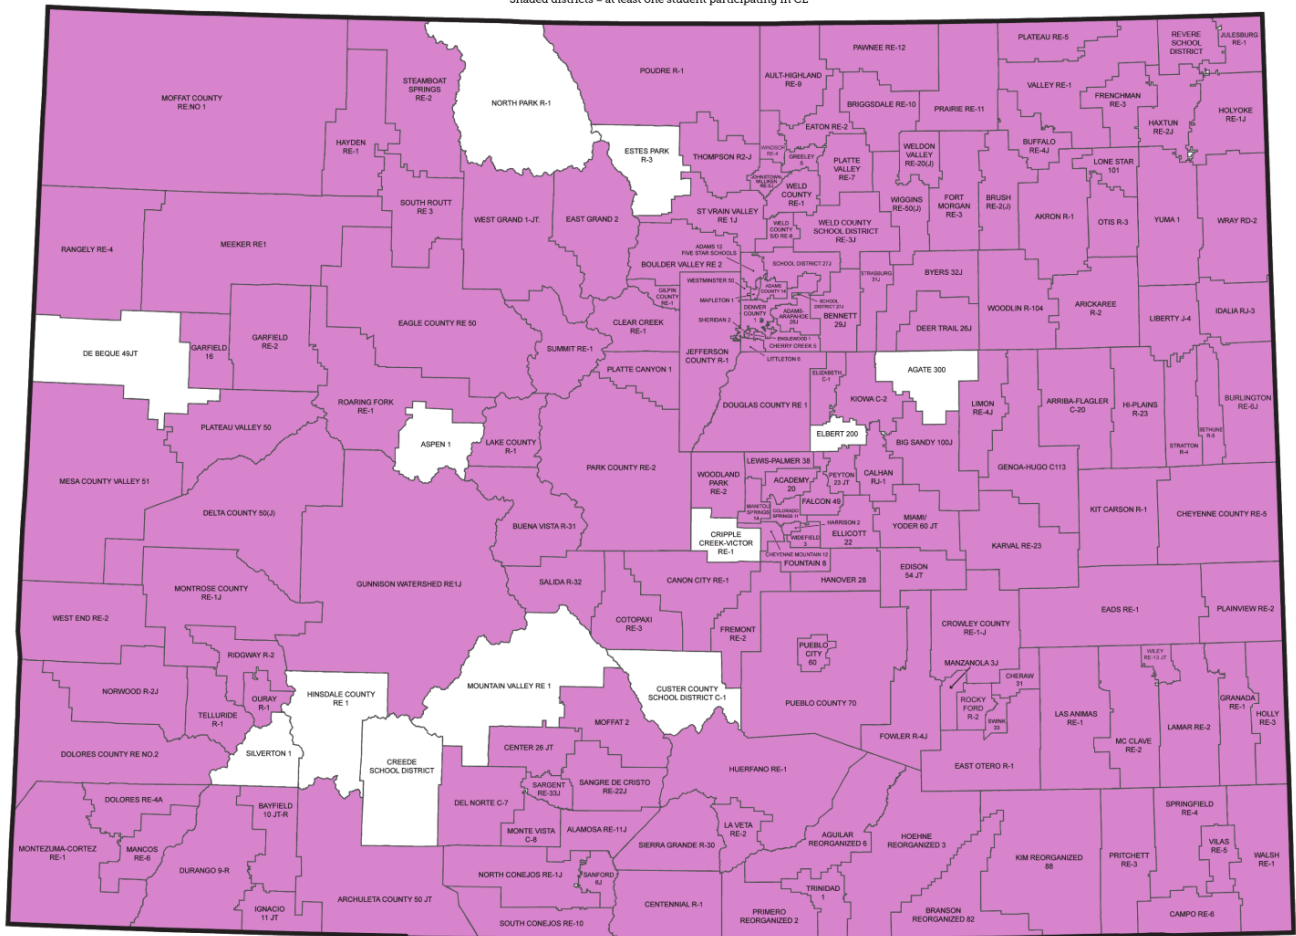 Shaded districts = at least one student participating in CE
MOFFAT COUNTY
RE:NO 1
HAYDEN
RE-1
STEAMBOAT
SPRINGS
RE-2
NORTH PARK R-1
POUDRE R-1
ESTES PARK
R-3
THOMPSON R2-J
AULT-HIGHLAND
RE-9
PAWNEE RE-12
BRIGGSDALE RE-10
PRAIRIE RE-11
EATON RE-2
WINDSOR
RE-4
GREELEY
6
PLATTE
VALLEY
RE-7
WELDON
VALLEY
RE-20(J)
PLATEAU RE-5
REVERE
SCHOOL
DISTRICT
JULESBURG
RE-1
VALLEY RE-1
FRENCHMAN
RE-3
HAXTUN
RE-2J
HOLYOKE
RE-1J
BUFFALO
RE-4J
LONE STAR
101
JOHNSTOWN
MILLIKEN
RE-5J
WELD
COUNTY
RE-1
WIGGINS
RE-50(J)
FORT
MORGAN
RE-3
BRUSH
RE-2(J)
AKRON R-1
OTIS R-3
YUMA 1
WRAY RD-2
ST VRAIN VALLEY
RE 1J
WELD
COUNTY
S/D RE-8
WELD COUNTY
SCHOOL DISTRICT
RE-3J
RANGELY RE-4
MEEKER RE1
SOUTH ROUTT
RE 3
WEST GRAND 1-JT.
EAST GRAND 2
BOULDER VALLEY RE 2
ADAMS 12
FIVE STAR SCHOOLS
SCHOOL DISTRICT 27J
WESTMINSTER 50
MAPLETON 1
ADAMS
COUNTY 14
SCHOOL
DISTRICT 27J
DENVER
COUNTY
1
ADAMS-
ARAPAHOE
28J
BENNETT
29J
STRASBURG
31J
BYERS 32J
DEER TRAIL 26J
WOODLIN R-104
ARICKAREE
R-2
LIBERTY J-4
IDALIA RJ-3
GILPIN
COUNTY
RE-1
CLEAR CREEK
RE-1
SHERIDAN 2
ENGLEWOOD 1
CHERRY CREEK 5
LITTLETON 6
JEFFERSON
COUNTY R-1
EAGLE COUNTY RE 50
SUMMIT RE-1
PLATTE CANYON 1
DE BEQUE 49JT
GARFIELD
16
GARFIELD
RE-2
ROARING FORK
RE-1
ASPEN 1
LAKE COUNTY
R-1
PARK COUNTY RE-2
DOUGLAS COUNTY RE 1
ELIZABETH
C-1
KIOWA C-2
AGATE 300
ELBERT 200
BIG SANDY 100J
LIMON
RE-4J
ARRIBA-FLAGLER
C-20
HI-PLAINS
R-23
STRATTON
R-4
BETHUNE
R-5
BURLINGTON
RE-6J
GENOA-HUGO C113
PLATEAU VALLEY 50
MESA COUNTY VALLEY 51
DELTA COUNTY 50(J)
BUENA VISTA R-31
WOODLAND
PARK
RE-2
LEWIS-PALMER 38
ACADEMY
20
PEYTON
23 JT
CALHAN
RJ-1
FALCON 49
MANITOU
SPRINGS
14
COLORADO
SPRINGS 11
HARRISON 2
WIDEFIELD
3
ELLICOTT
22
MIAMI/
YODER 60 JT
CHEYENNE MOUNTAIN 12
FOUNTAIN 8
CRIPPLE
CREEK-VICTOR
RE-1
KARVAL RE-23
KIT CARSON R-1
CHEYENNE COUNTY RE-5
MONTROSE COUNTY
RE-1J
GUNNISON WATERSHED RE1J
SALIDA R-32
CANON CITY RE-1
HANOVER 28
EDISON
54 JT
COTOPAXI
RE-3
FREMONT
RE-2
WEST END RE-2
RIDGWAY R-2
PUEBLO
CITY
60
PUEBLO COUNTY 70
CROWLEY COUNTY
RE-1-J
EADS RE-1
PLAINVIEW RE-2
MANZANOLA 3J
CHERAW
31
ROCKY
FORD
R-2
SWINK
33
WILEY
RE-13 JT
LAS ANIMAS
RE-1
MC CLAVE
RE-2
LAMAR RE-2
GRANADA
RE-1
HOLLY
RE-3
FOWLER R-4J
EAST OTERO R-1
NORWOOD R-2J
TELLURIDE
R-1
OURAY
R-1
HINSDALE COUNTY
RE 1
SILVERTON 1
MOUNTAIN VALLEY RE 1
CUSTER COUNTY
SCHOOL DISTRICT C-1
MOFFAT 2
DOLORES COUNTY RE NO.2
CREEDE
SCHOOL DISTRICT
CENTER 26 JT
SARGENT
RE-33J
SANGRE DE CRISTO
RE-22J
HUERFANO RE-1
DEL NORTE C-7
MONTE VISTA
C-8
ALAMOSA RE-11J
LA VETA
RE-2
SIERRA GRANDE R-30
AGUILAR
REORGANIZED 6
HOEHNE
REORGANIZED 3
DOLORES RE-4A
BAYFIELD
10 JT-R
MONTEZUMA-CORTEZ
RE-1
MANCOS
RE-6
DURANGO 9-R
IGNACIO
11 JT
ARCHULETA COUNTY 50 JT
NORTH CONEJOS RE-1J
SANFORD
6J
SOUTH CONEJOS RE-10
CENTENNIAL R-1
PRIMERO
REORGANIZED 2
TRINIDAD
1
BRANSON
REORGANIZED 82
KIM REORGANIZED
88
PRITCHETT
RE-3
SPRINGFIELD
RE-4
VILAS
RE-5
WALSH
RE-1
CAMPO RE-6